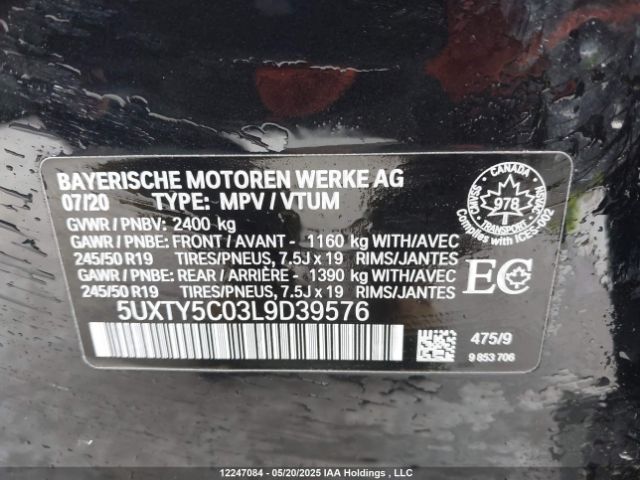 BAYERISCHE MOTOREN WERKE AG
07/20 TYPE: MPV / VTUM
GVWR / PNBV: 2400 kg
GAWR / PNBE: FRONT / AVANT - 1160 kg WITH/AVEC
245/50 R19 TIRES/PNEUS, 7.5J x 19 RIMS/JANTES
GAWR / PNBE: REAR / ARRIÈRE - 1390 kg WITH/AVEC
245/50 R19 TIRES/PNEUS, 7.5J x 19 RIMS/JANTES
5UXTY5C03L9D39576
CANADA
978
TRANSPORT
CMVSS
NSVAC
COMPLIES WITH ICES-002
EC
475/9
9 853 706
12247084 - 05/20/2025 IAA Holdings , LLC